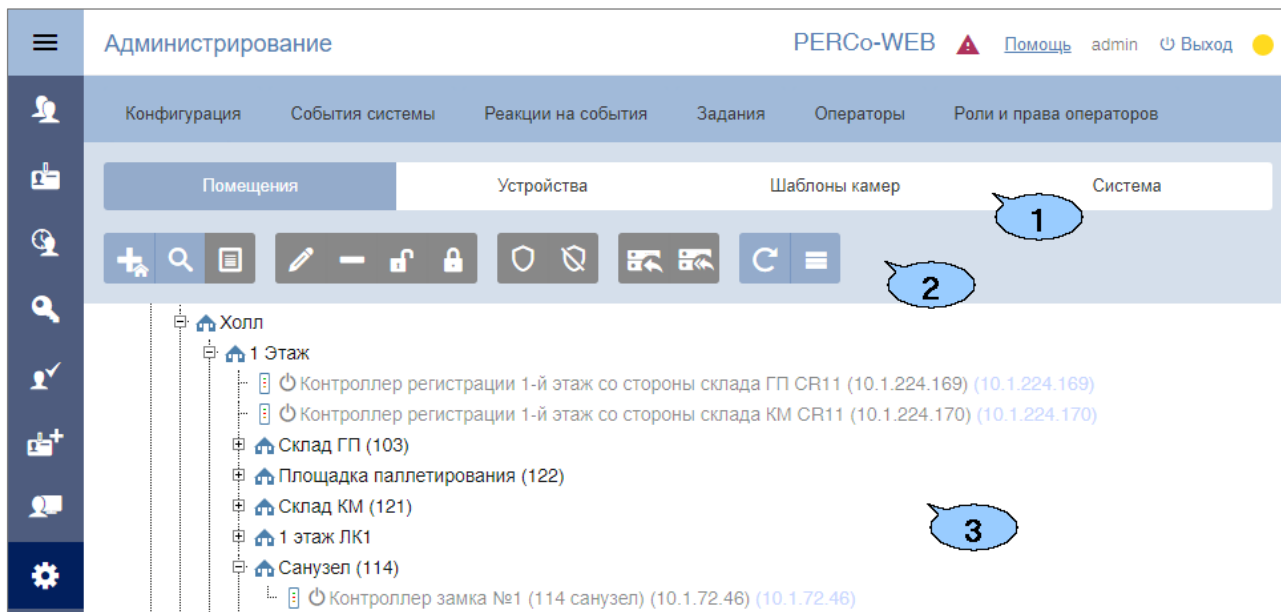 Администрирование PERCo-WEB Помощь admin Выход
Конфигурация События системы Реакции на события Задания Операторы Роли и права операторов
Помещения Устройства Шаблоны камер Система
1
2
Холл
1 Этаж
Контроллер регистрации 1-й этаж со стороны склада ГП CR11 (10.1.224.169) (10.1.224.169)
Контроллер регистрации 1-й этаж со стороны склада КМ CR11 (10.1.224.170) (10.1.224.170)
Склад ГП (103)
Площадка паллетирования (122)
Склад КМ (121)
3
1 этаж ЛК1
Санузел (114)
Контроллер замка №1 (114 санузел) (10.1.72.46) (10.1.72.46)